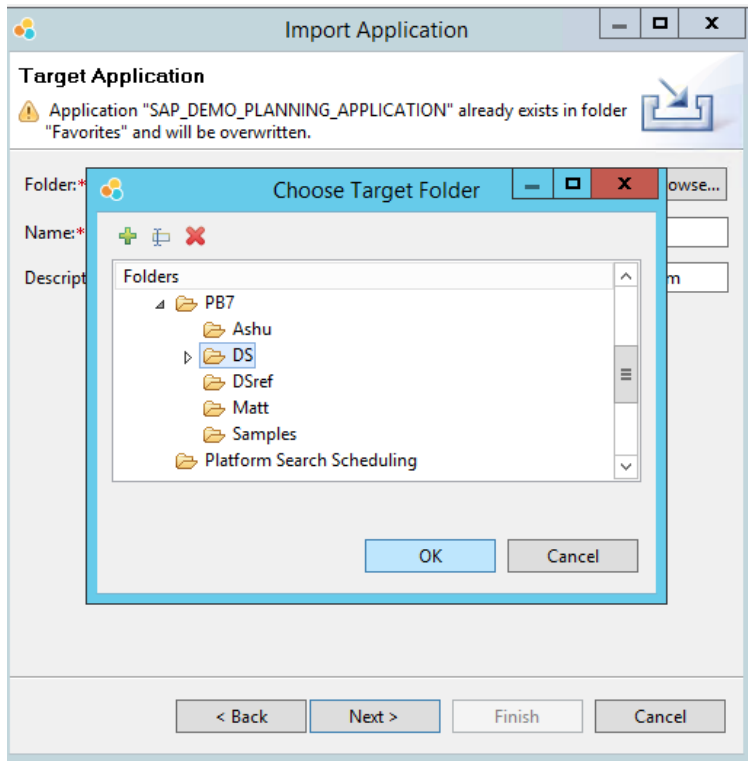 Import Application
Target Application
Application "SAP_DEMO_PLANNING_APPLICATION" already exists in folder
"Favorites" and will be overwritten.
Folder:*
owse...
Choose Target Folder
Name:*
Descript
m
Folders
PB7
Ashu
DS
DSref
Matt
Samples
Platform Search Scheduling
OK
Cancel
< Back
Next >
Finish
Cancel